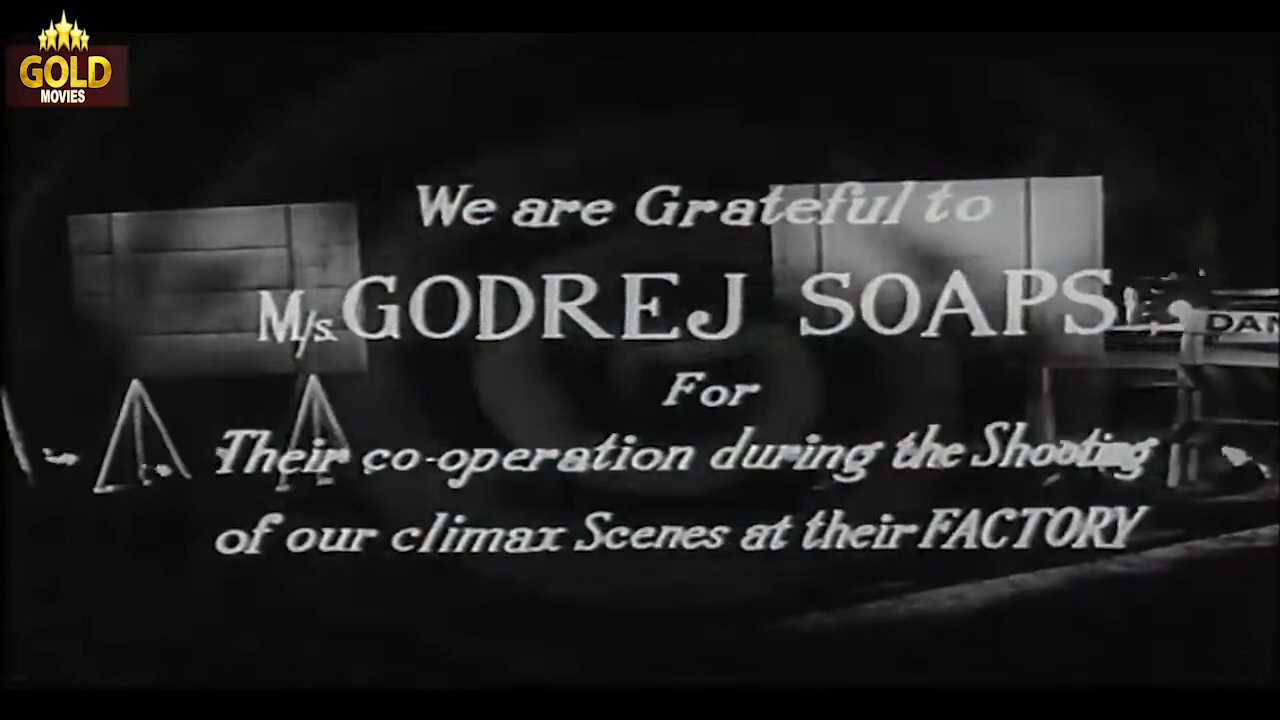 GOLD
MOVIES
We are Grateful to
M/s. GODREJ SOAPS
For
Their co-operation during the Shooting
of our climax Scenes at their FACTORY
DAN